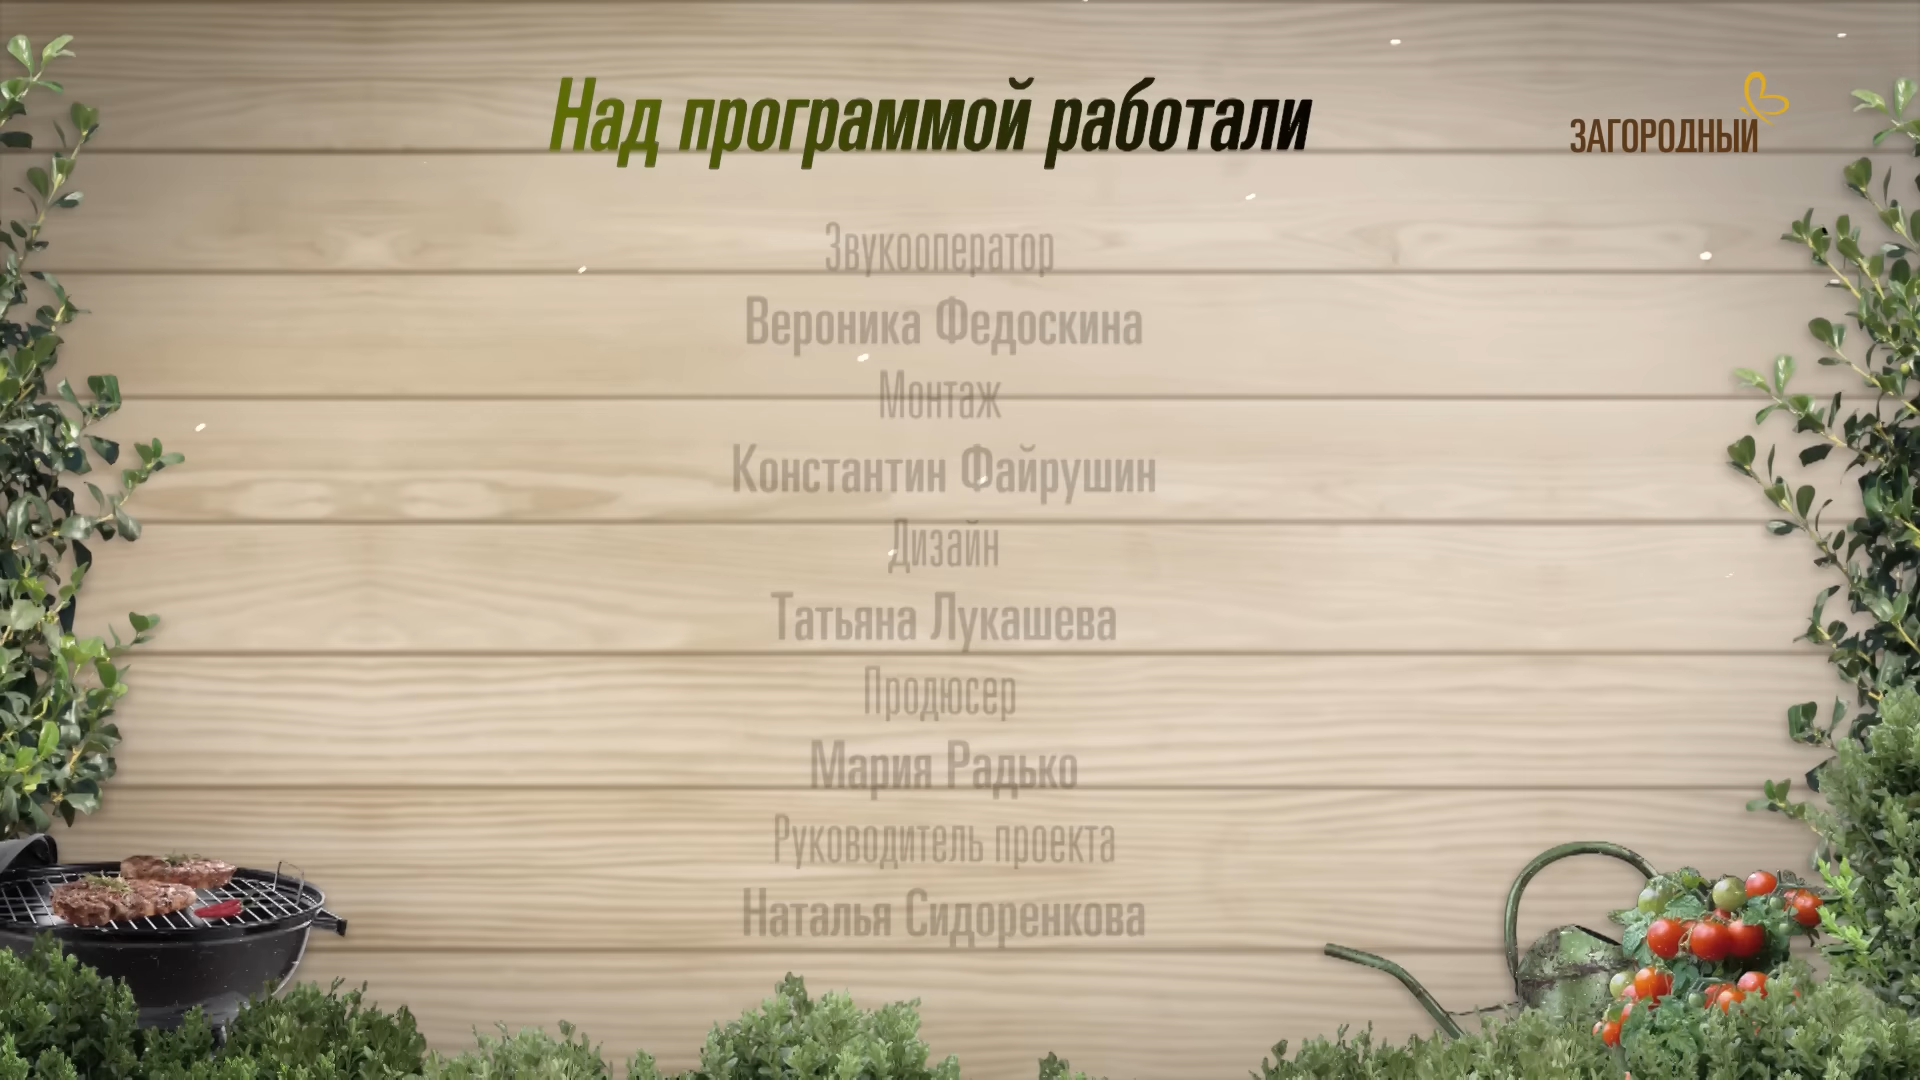 Над программой работали
ЗАГОРОДНЫЙ
Звукооператор
Вероника Федоскина
Монтаж
Константин Файрушин
Дизайн
Татьяна Лукашева
Продюсер
Мария Радько
Руководитель проекта
Наталья Сидоренкова